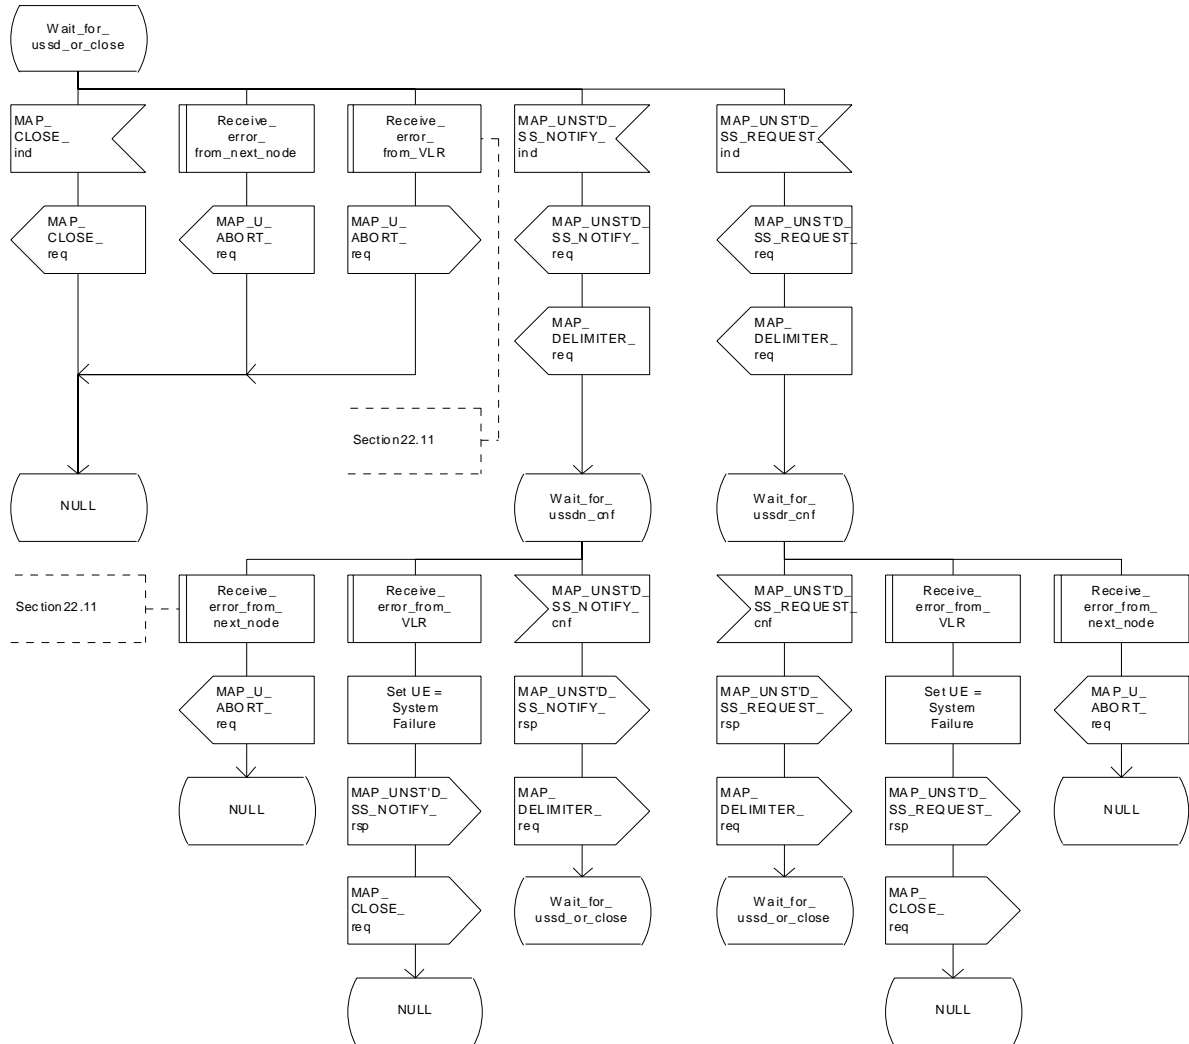 Wait_for_
ussd_or_close
MAP_
CLOSE_
ind
Receive_
error_
from_next_node
Receive_
error_
from_VLR
MAP_UNST'D_
SS_NOTIFY_
ind
MAP_UNST'D_
SS_REQUEST_
ind
MAP_
CLOSE_
req
MAP_U_
ABORT_
req
MAP_U_
ABORT_
req
MAP_UNST'D_
SS_NOTIFY_
req
MAP_UNST'D_
SS_REQUEST_
req
MAP_
DELIMITER_
req
MAP_
DELIMITER_
req
Section22.11
NULL
Wait_for_
ussdn_cnf
Wait_for_
ussdr_cnf
Section22.11
Receive_
error_from_
next_node
Receive_
error_from_
VLR
MAP_UNST'D_
SS_NOTIFY_
cnf
MAP_UNST'D_
SS_REQUEST_
cnf
Receive_
error_from_
VLR
Receive_
error_from_
next_node
MAP_U_
ABORT_
req
Set UE =
System
Failure
MAP_UNST'D_
SS_NOTIFY_
rsp
MAP_UNST'D_
SS_REQUEST_
rsp
Set UE =
System
Failure
MAP_U_
ABORT_
req
NULL
MAP_UNST'D_
SS_NOTIFY_
rsp
MAP_
DELIMITER_
req
MAP_
DELIMITER_
req
MAP_UNST'D_
SS_REQUEST_
rsp
NULL
MAP_
CLOSE_
req
Wait_for_
ussd_or_close
Wait_for_
ussd_or_close
MAP_
CLOSE_
req
NULL
NULL